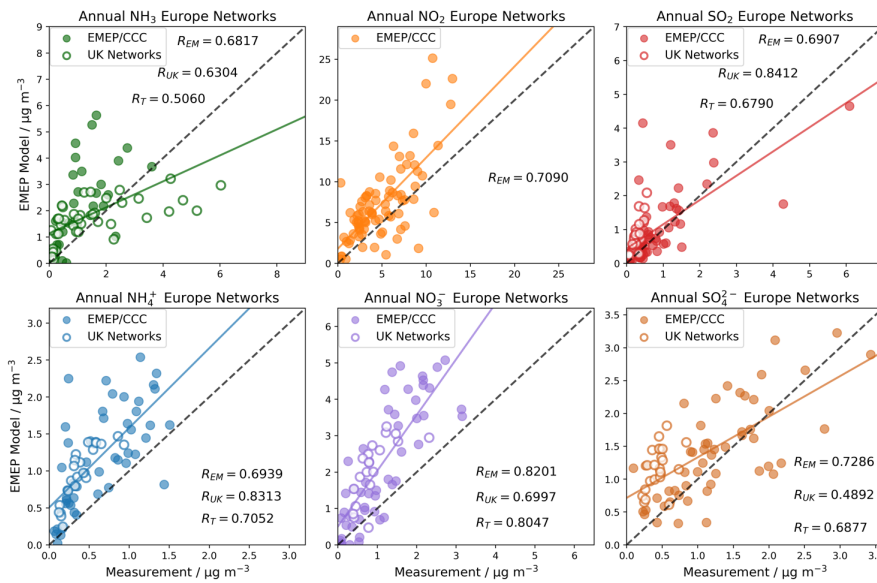 Annual NH₃ Europe Networks
9
8
7
6
5
4
3
2
1
0
EMEP Model / μg m⁻³
EMEP/CCC
UK Networks
R_EM = 0.6817
R_UK = 0.6304
R_T = 0.5060
0 2 4 6 8
Annual NO₂ Europe Networks
25
20
15
10
5
0
EMEP/CCC
R_EM = 0.7090
0 5 10 15 20 25
Annual SO₂ Europe Networks
7
6
5
4
3
2
1
0
EMEP/CCC
UK Networks
R_EM = 0.6907
R_UK = 0.8412
R_T = 0.6790
0 1 2 3 4 5 6 7
Annual NH₄⁺ Europe Networks
3.0
2.5
2.0
1.5
1.0
0.5
0.0
EMEP Model / μg m⁻³
EMEP/CCC
UK Networks
R_EM = 0.6939
R_UK = 0.8313
R_T = 0.7052
0.0 0.5 1.0 1.5 2.0 2.5 3.0
Measurement / μg m⁻³
Annual NO₃⁻ Europe Networks
6
5
4
3
2
1
0
EMEP/CCC
UK Networks
R_EM = 0.8201
R_UK = 0.6997
R_T = 0.8047
0 1 2 3 4 5 6
Measurement / μg m⁻³
Annual SO₄²⁻ Europe Networks
3.5
3.0
2.5
2.0
1.5
1.0
0.5
0.0
EMEP/CCC
UK Networks
R_EM = 0.7286
R_UK = 0.4892
R_T = 0.6877
0.0 0.5 1.0 1.5 2.0 2.5 3.0 3.5
Measurement / μg m⁻³